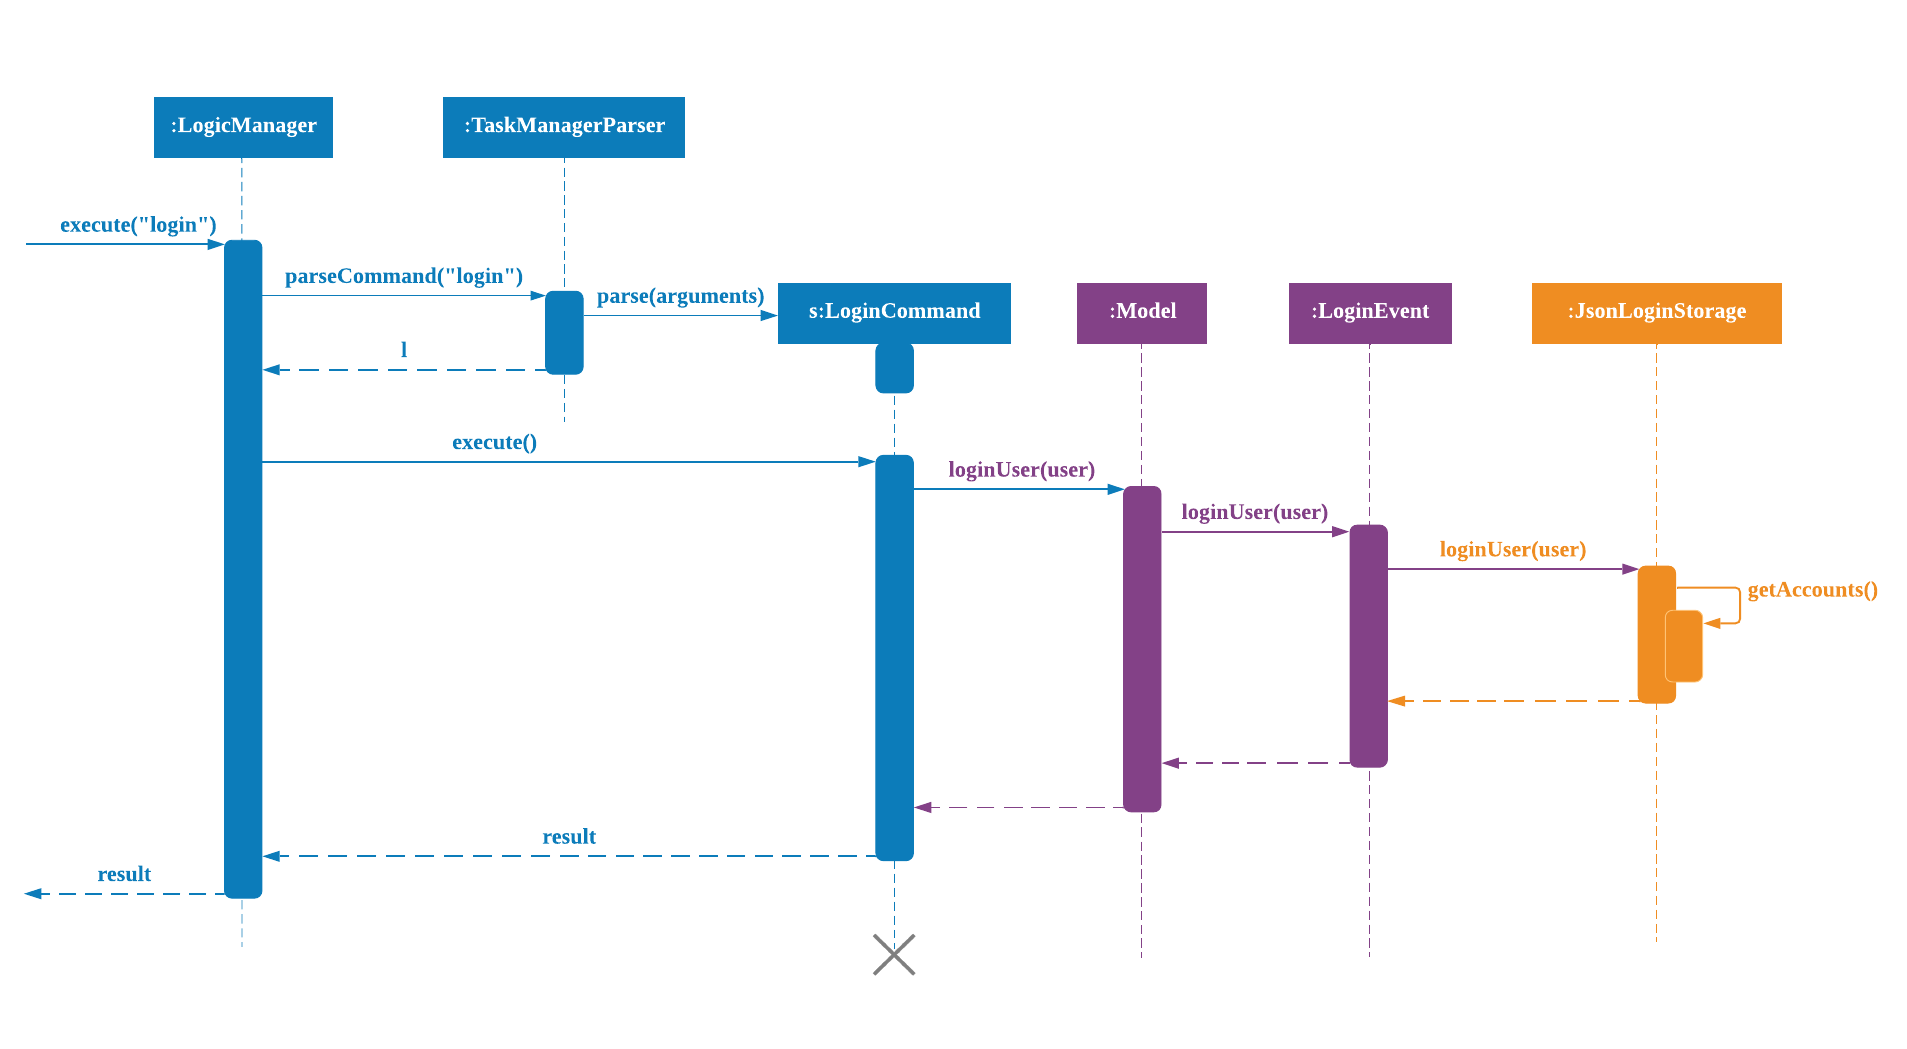 :LogicManager
:TaskManagerParser
execute("login")
parseCommand("login")
parse(arguments)
s:LoginCommand
:Model
:LoginEvent
:JsonLoginStorage
l
execute()
loginUser(user)
loginUser(user)
loginUser(user)
getAccounts()
result
result